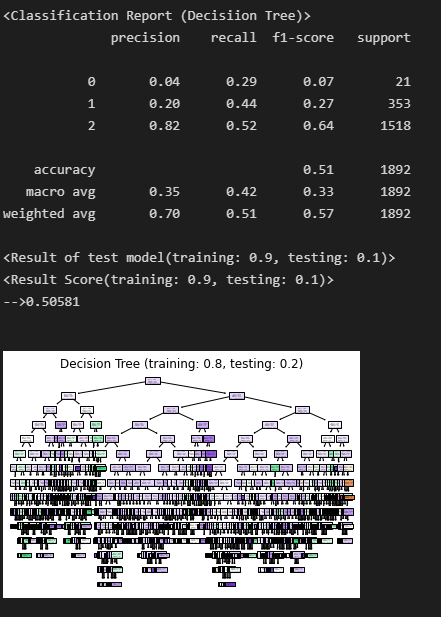 <Classification Report (Decisiion Tree)>
precision recall f1-score support
0 0.04 0.29 0.07 21
1 0.20 0.44 0.27 353
2 0.82 0.52 0.64 1518
accuracy 0.51 1892
macro avg 0.35 0.42 0.33 1892
weighted avg 0.70 0.51 0.57 1892
<Result of test model(training: 0.9, testing: 0.1)>
<Result Score(training: 0.9, testing: 0.1)>
-->0.50581
Decision Tree (training: 0.8, testing: 0.2)